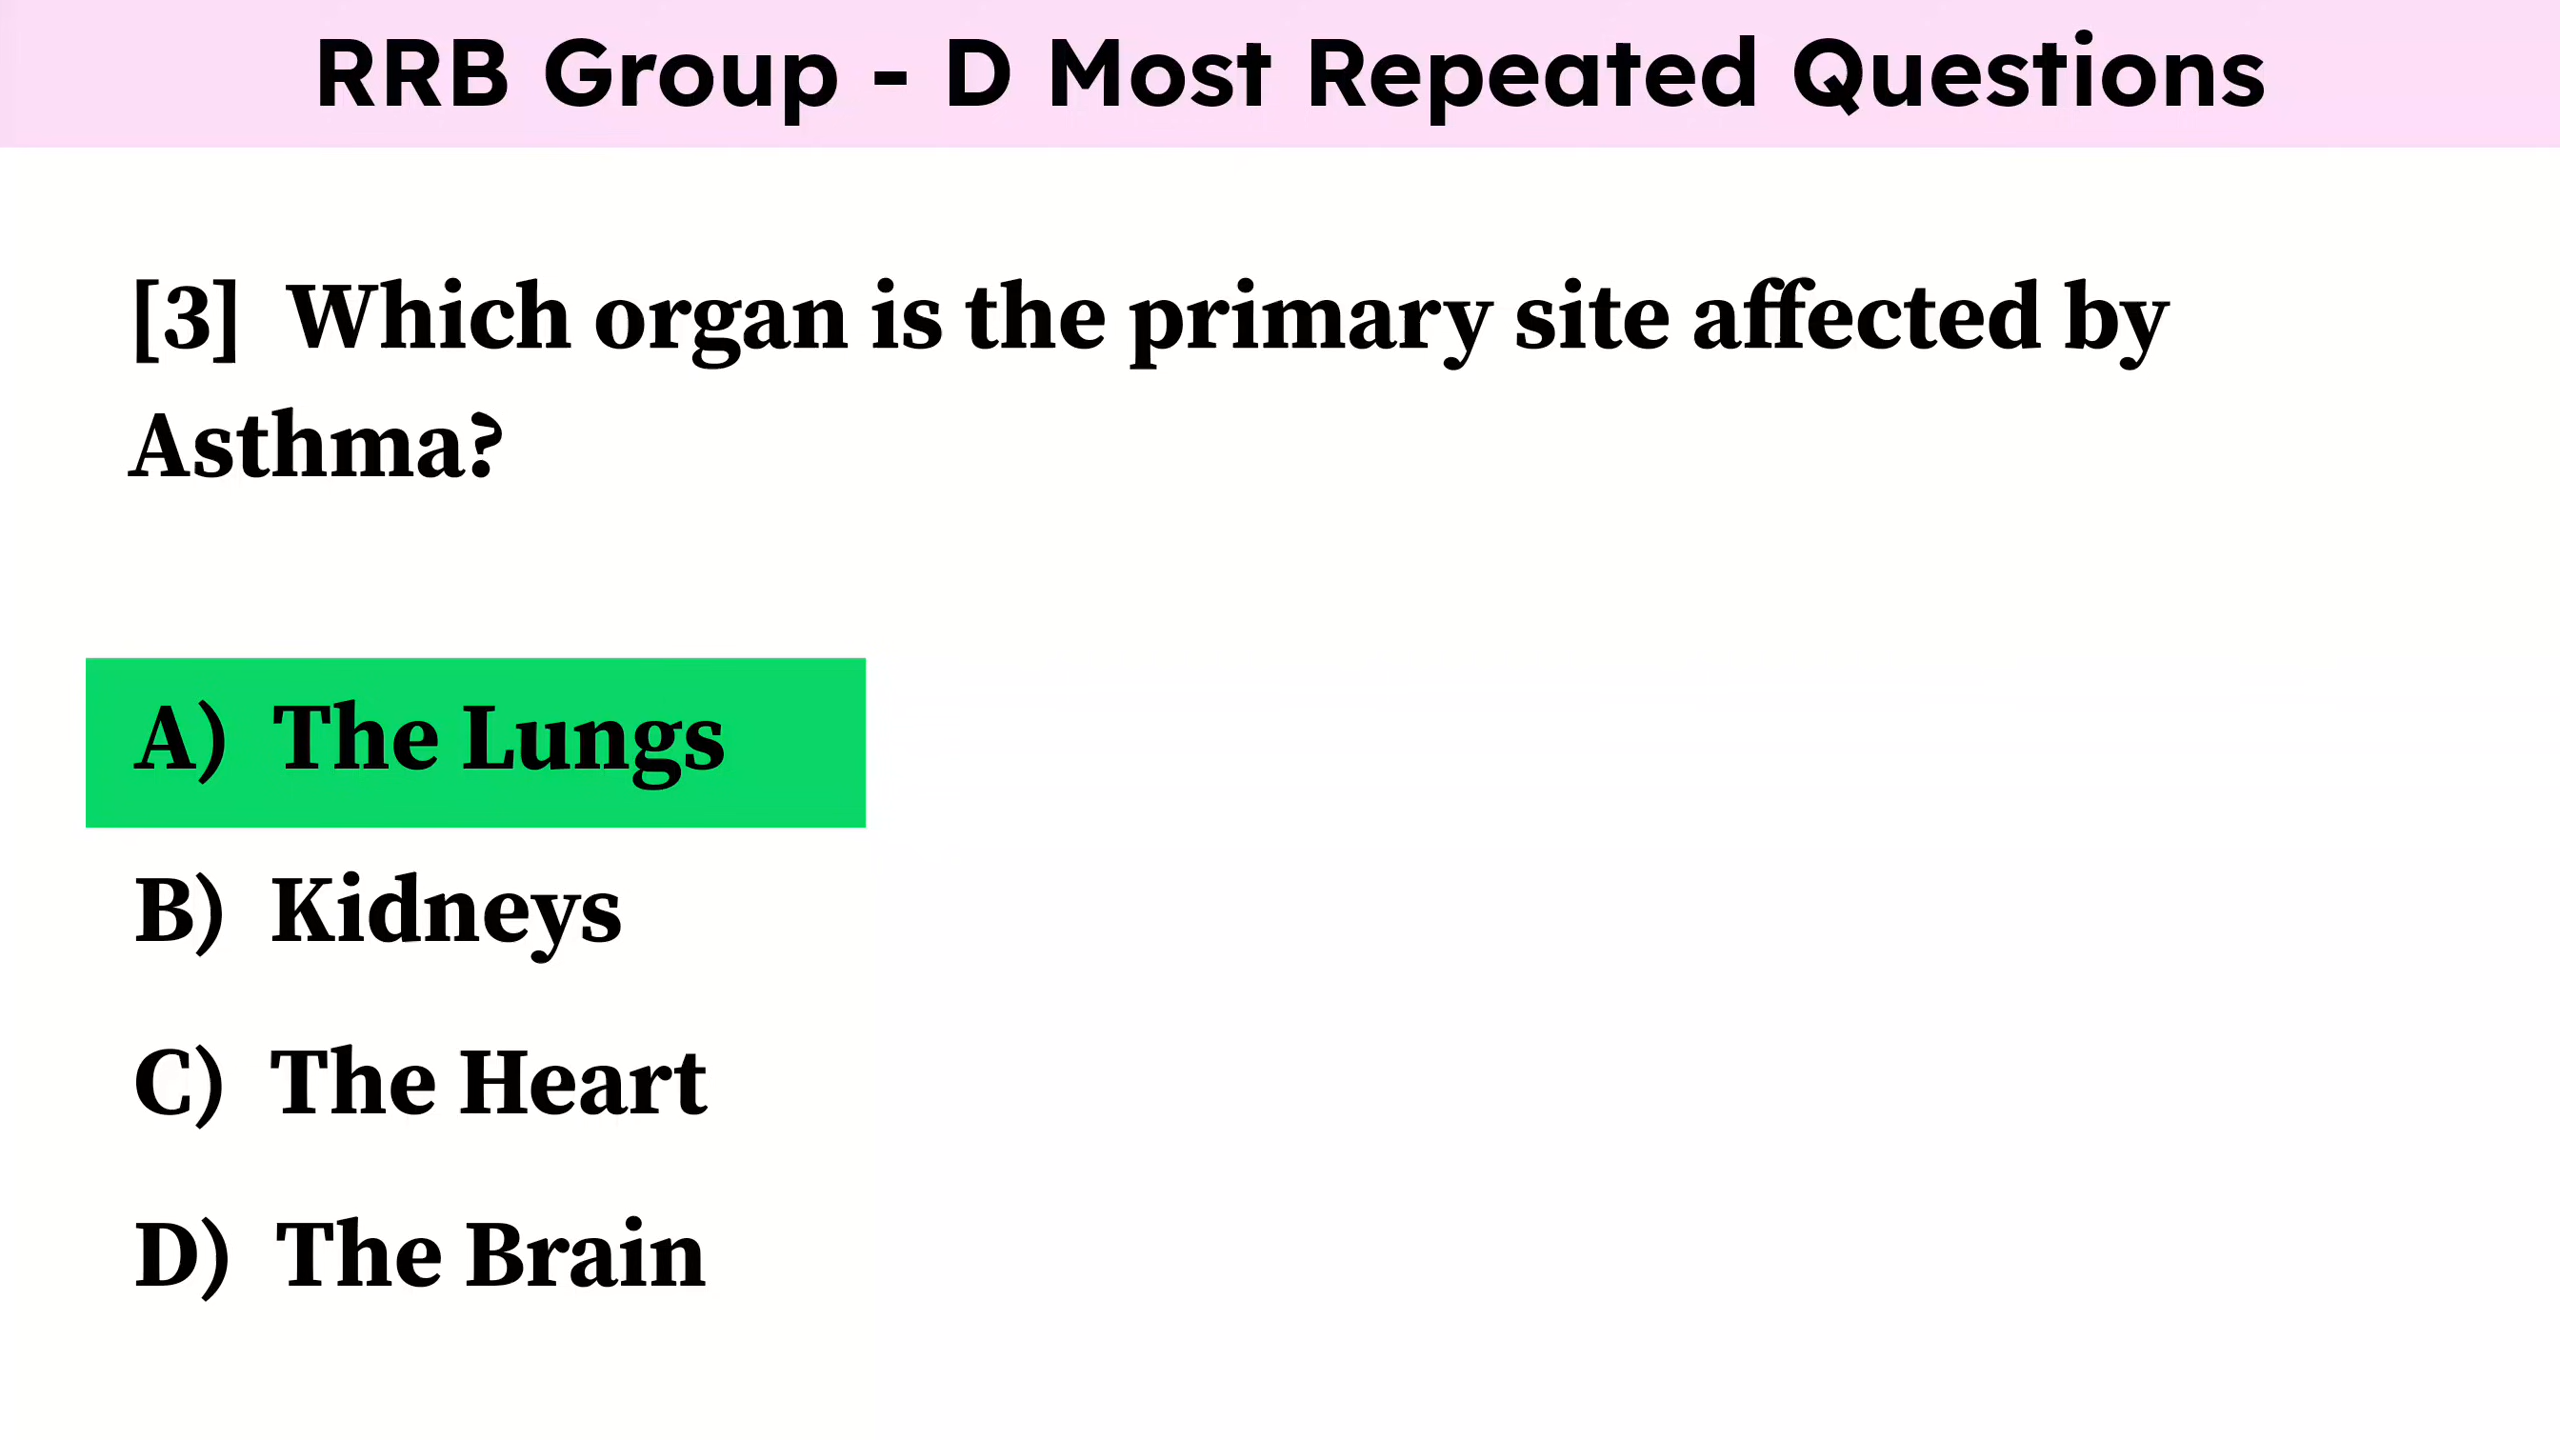 RRB Group - D Most Repeated Questions
[3] Which organ is the primary site affected by
Asthma?
A) The Lungs
B) Kidneys
C) The Heart
D) The Brain